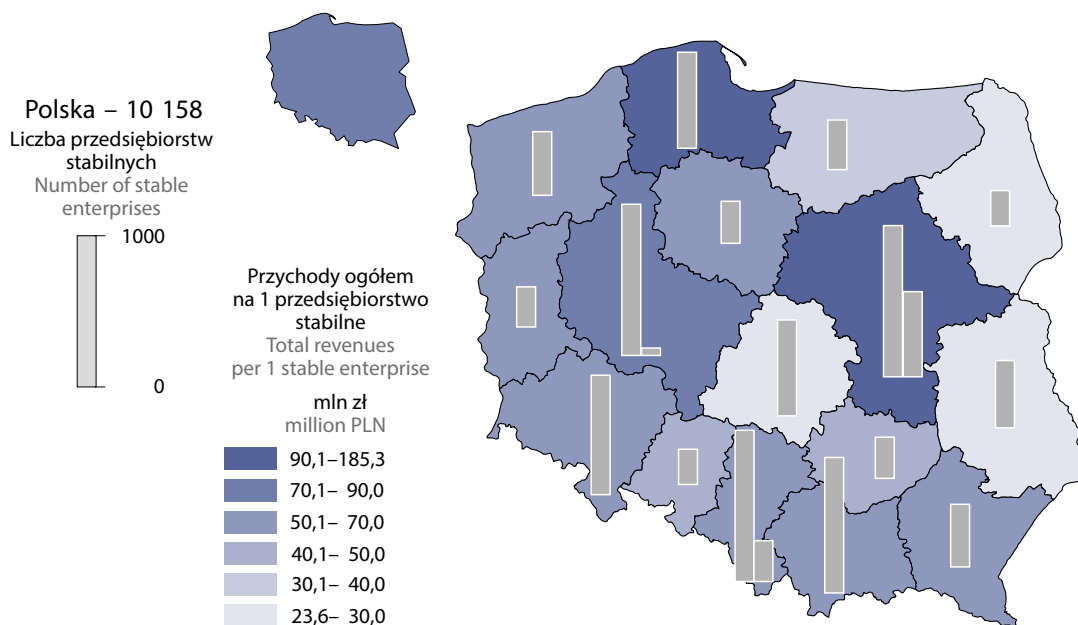 Polska – 10 158
Liczba przedsiębiorstw
stabilnych
Number of stable
enterprises
1000
0
Przychody ogółem
na 1 przedsiębiorstwo
stabilne
Total revenues
per 1 stable enterprise
mln zł
million PLN
90,1–185,3
70,1– 90,0
50,1– 70,0
40,1– 50,0
30,1– 40,0
23,6– 30,0